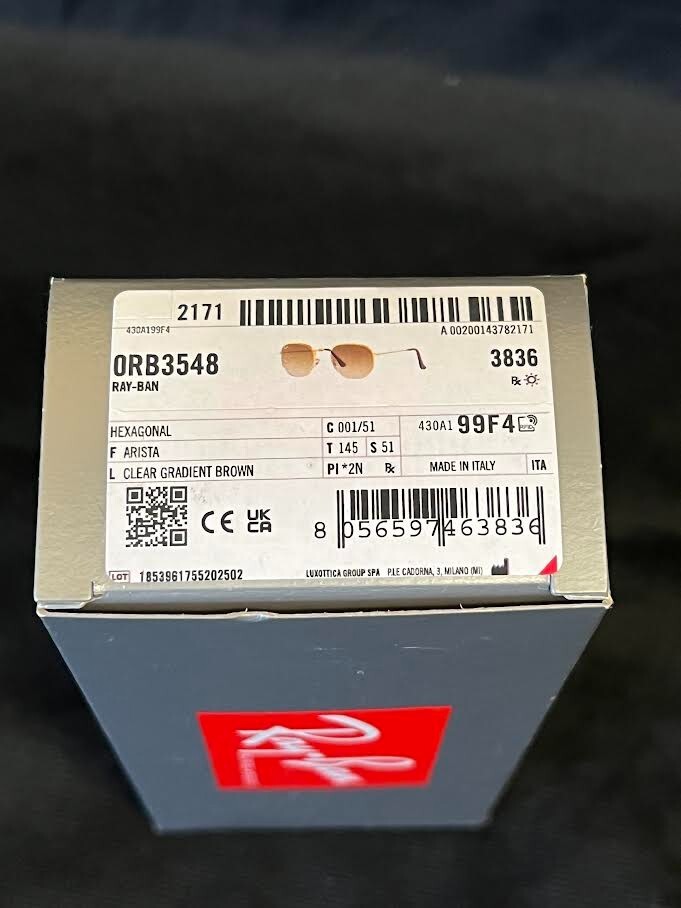 2171
430A199F4
A 00200143782171
0RB3548
RAY-BAN
3836
HEXAGONAL
C 001/51
430A1 99F4
F ARISTA
T 145 S 51
L CLEAR GRADIENT BROWN
PI *2N ℞
MADE IN ITALY
ITA
CE UK CA
8 056597 463836
LOT 1853961755202502
LUXOTTICA GROUP SPA P.LE CADORNA, 3, MILANO (MI)
Ray-Ban